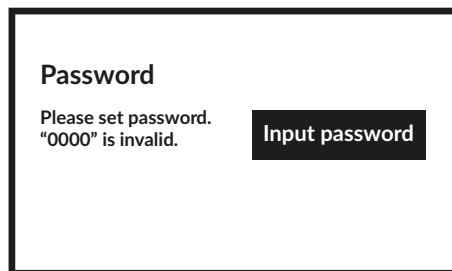 Password
Please set password.
“0000” is invalid.
Input password